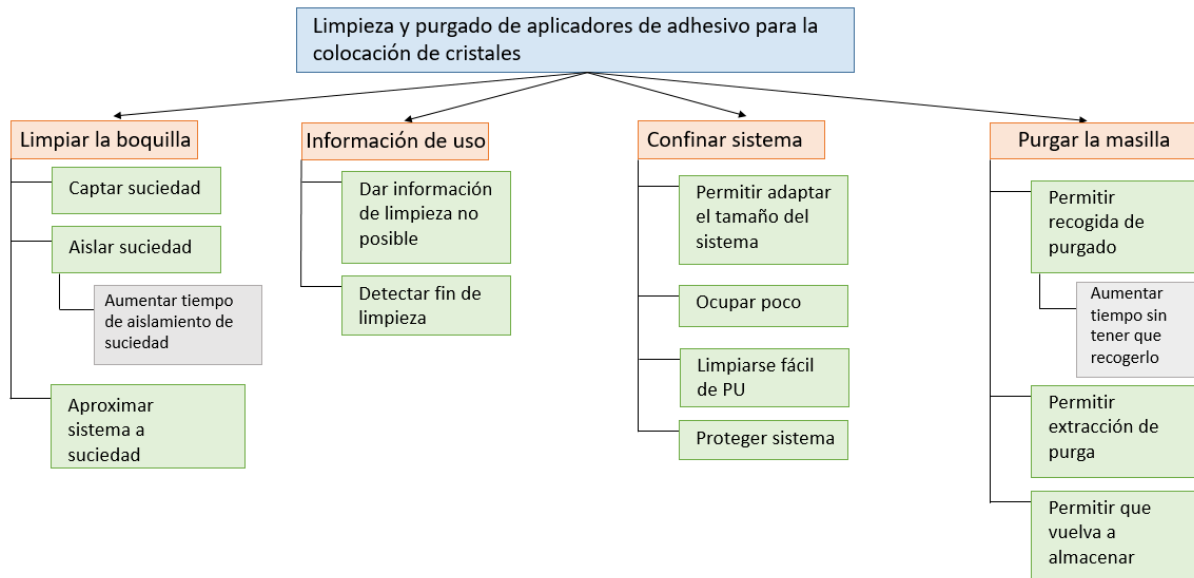 Limpieza y purgado de aplicadores de adhesivo para la
colocación de cristales
Limpiar la boquilla
Captar suciedad
Aislar suciedad
Aumentar tiempo
de aislamiento de
suciedad
Aproximar
sistema a
suciedad
Información de uso
Dar información
de limpieza no
posible
Detectar fin de
limpieza
Confinar sistema
Permitir adaptar
el tamaño del
sistema
Ocupar poco
Limpiarse fácil
de PU
Proteger sistema
Purgar la masilla
Permitir
recogida de
purgado
Aumentar
tiempo sin
tener que
recogerlo
Permitir
extracción de
purga
Permitir que
vuelva a
almacenar